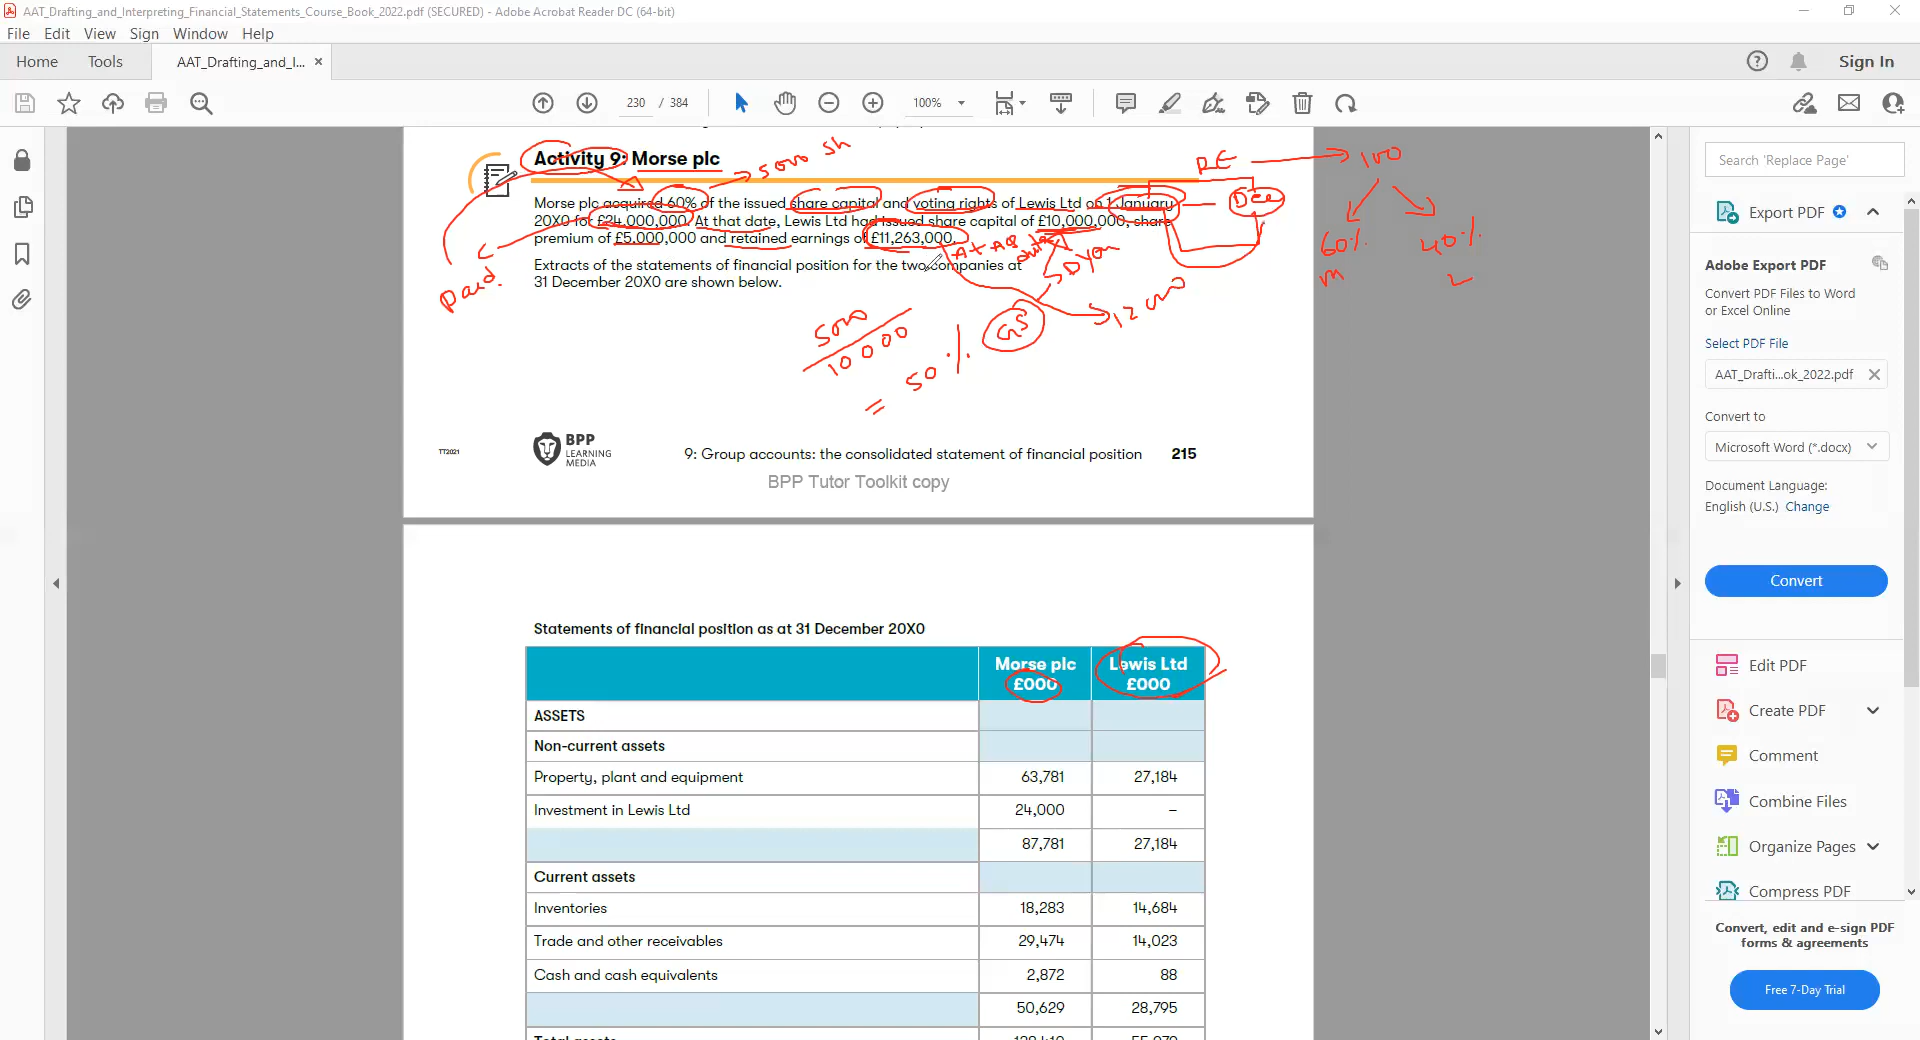 AAT_Drafting_and_Interpreting_Financial_Statements_Course_Book_2022.pdf (SECURED) - Adobe Acrobat Reader DC (64-bit)
File Edit View Sign Window Help
Home Tools AAT_Drafting_and_I... × Sign In
230 / 384 100%
Activity 9: Morse plc
5000 sh
RE 100
Morse plc acquired 60% of the issued share capital and voting rights of Lewis Ltd on 1 January Dec
20X0 for £24,000,000. At that date, Lewis Ltd had issued share capital of £10,000,000, share
premium of £5,000,000 and retained earnings of £11,263,000.
60% 40%
M L
Extracts of the statements of financial position for the two companies at
31 December 20X0 are shown below.
Paid.
5000
10000
= 50 %
TT2021
BPP
LEARNING
MEDIA
9: Group accounts: the consolidated statement of financial position 215
BPP Tutor Toolkit copy
Statements of financial position as at 31 December 20X0
Morse plc £000 Lewis Ltd £000
ASSETS
Non-current assets
Property, plant and equipment 63,781 27,184
Investment in Lewis Ltd 24,000 –
87,781 27,184
Current assets
Inventories 18,283 14,684
Trade and other receivables 29,474 14,023
Cash and cash equivalents 2,872 88
50,629 28,795
Search 'Replace Page'
Export PDF
Adobe Export PDF
Convert PDF Files to Word
or Excel Online
Select PDF File
AAT_Drafti...ok_2022.pdf
Convert to
Microsoft Word (*.docx)
Document Language:
English (U.S.) Change
Convert
Edit PDF
Create PDF
Comment
Combine Files
Organize Pages
Compress PDF
Convert, edit and e-sign PDF
forms & agreements
Free 7-Day Trial